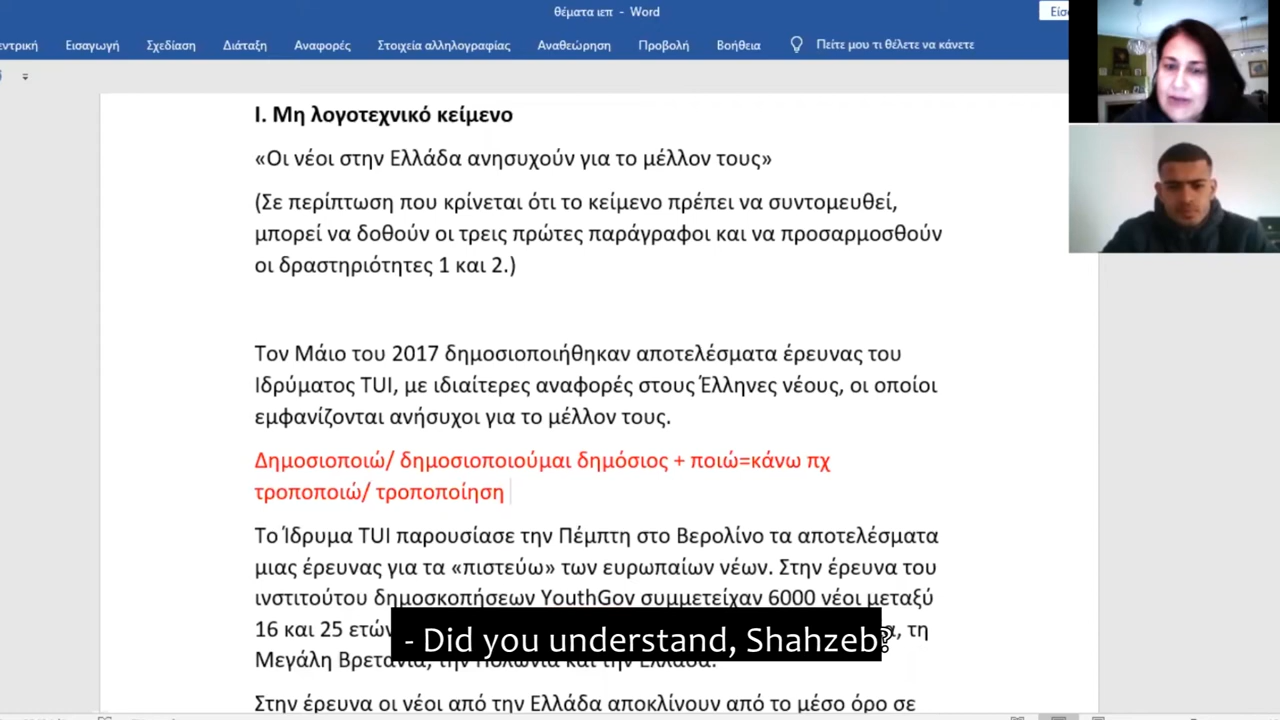 θέματα ιεπ - Word
Εισαγωγή Σχεδίαση Διάταξη Αναφορές Στοιχεία αλληλογραφίας Αναθεώρηση Προβολή Βοήθεια Πείτε μου τι θέλετε να κάνετε
Ι. Μη λογοτεχνικό κείμενο
«Οι νέοι στην Ελλάδα ανησυχούν για το μέλλον τους»
(Σε περίπτωση που κρίνεται ότι το κείμενο πρέπει να συντομευθεί,
μπορεί να δοθούν οι τρεις πρώτες παράγραφοι και να προσαρμοσθούν
οι δραστηριότητες 1 και 2.)
Τον Μάιο του 2017 δημοσιοποιήθηκαν αποτελέσματα έρευνας του
Ιδρύματος TUI, με ιδιαίτερες αναφορές στους Έλληνες νέους, οι οποίοι
εμφανίζονται ανήσυχοι για το μέλλον τους.
Δημοσιοποιώ/ δημοσιοποιούμαι δημόσιος + ποιώ=κάνω πχ
τροποποιώ/ τροποποίηση
Το Ίδρυμα TUI παρουσίασε την Πέμπτη στο Βερολίνο τα αποτελέσματα
μιας έρευνας για τα «πιστεύω» των ευρωπαίων νέων. Στην έρευνα του
ινστιτούτου δημοσκοπήσεων YouthGov συμμετείχαν 6000 νέοι μεταξύ
16 και 25 ετών τη
Μεγάλη Βρετανία, την Πολωνία και την Ελλάδα.
- Did you understand, Shahzeb?
Στην έρευνα οι νέοι από την Ελλάδα αποκλίνουν από το μέσο όρο σε